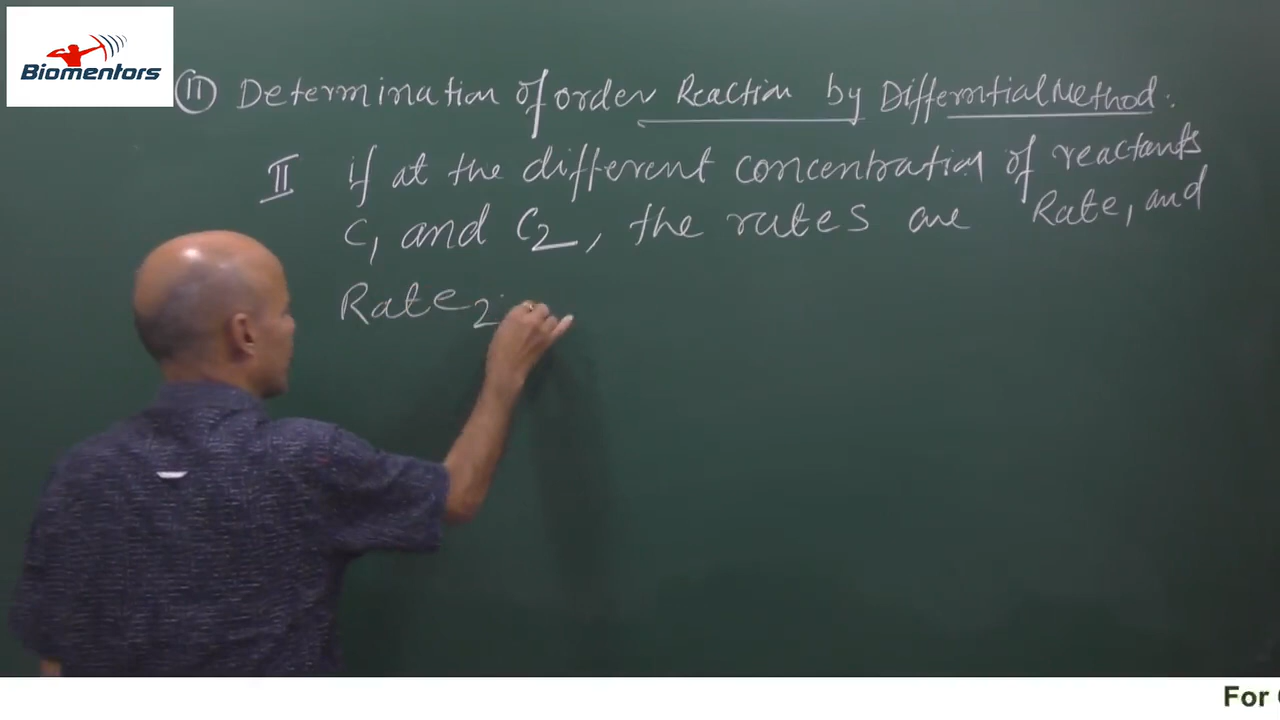 Biomentors
(11) Determination of order Reaction by Differntial Method.
II If at the different concentration of reactants
C1 and C2, the rates are Rate1 and
Rate2
For